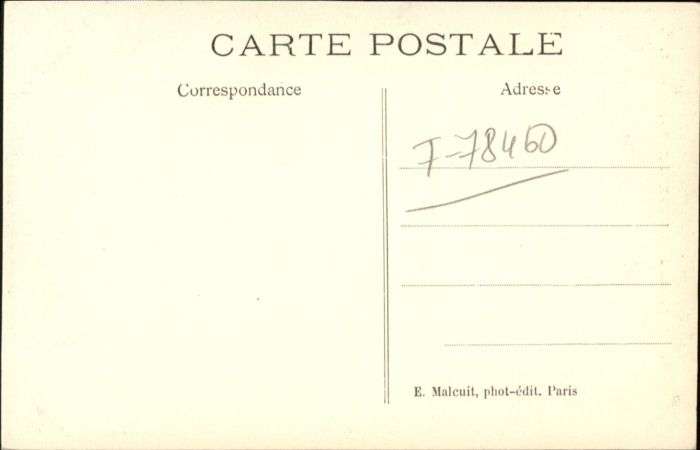 CARTE POSTALE
Correspondance
Adresse
F-78460
E. Malcuit, phot-édit. Paris